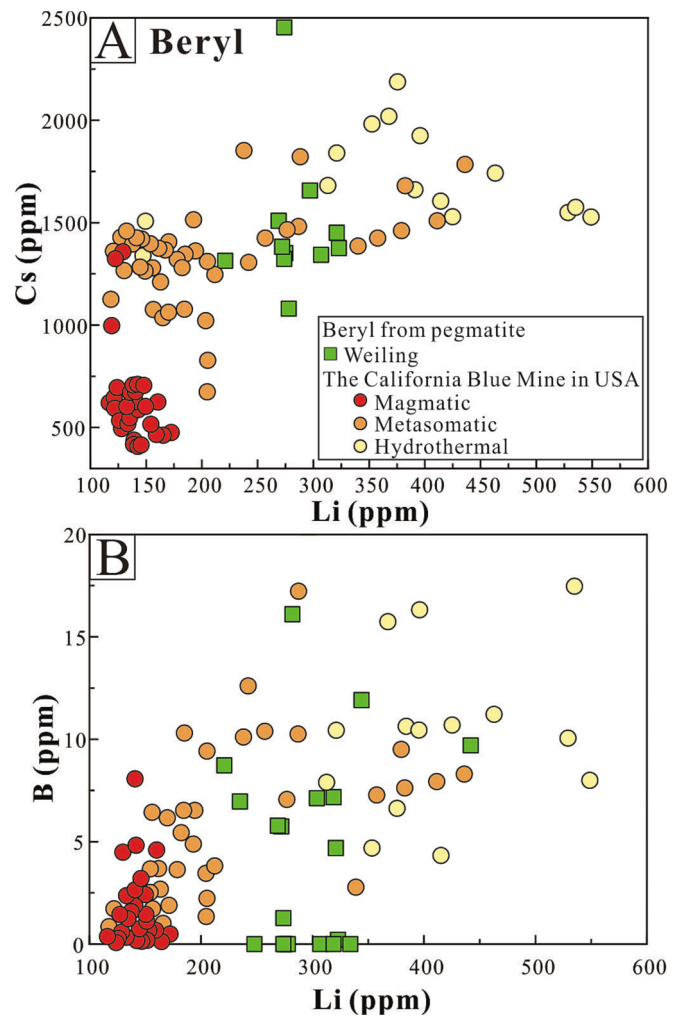 A Beryl
2500
2000
1500
1000
500
Cs (ppm)
Beryl from pegmatite
Weiling
The California Blue Mine in USA
Magmatic
Metasomatic
Hydrothermal
100 150 200 250 300 350 400 450 500 550 600
Li (ppm)
B
20
15
10
5
0
B (ppm)
100 200 300 400 500 600
Li (ppm)